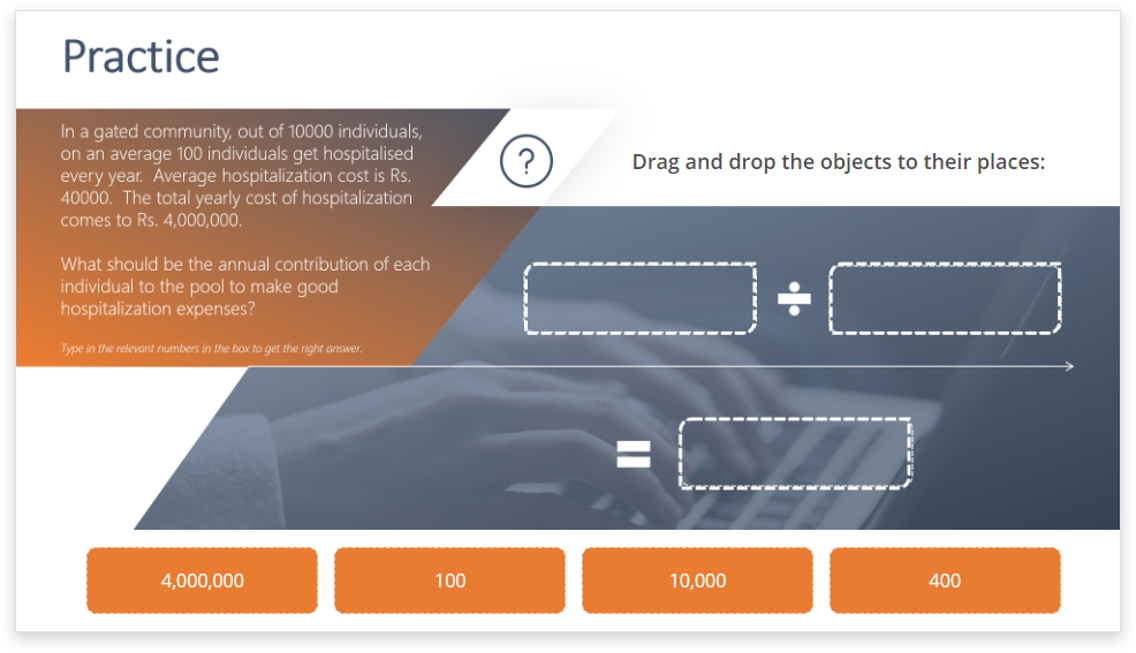 Practice
In a gated community, out of 10000 individuals,
on an average 100 individuals get hospitalised
every year.  Average hospitalization cost is Rs.
40000.  The total yearly cost of hospitalization
comes to Rs. 4,000,000.
What should be the annual contribution of each
individual to the pool to make good
hospitalization expenses?
Type in the relevant numbers in the box to get the right answer.
?
Drag and drop the objects to their places:
÷
=
4,000,000
100
10,000
400